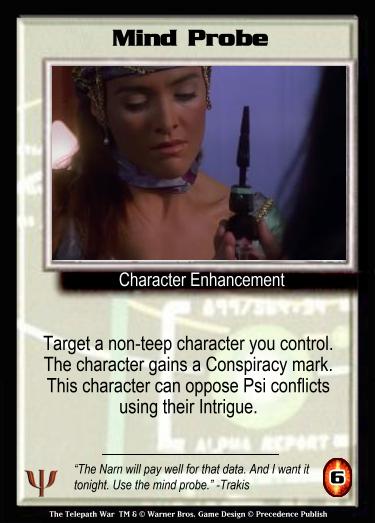 Mind Probe
Character Enhancement
Target a non-teep character you control.
The character gains a Conspiracy mark.
This character can oppose Psi conflicts
using their Intrigue.
"The Narn will pay well for that data. And I want it
tonight. Use the mind probe." -Trakis
6
The Telepath War TM & © Warner Bros. Game Design © Precedence Publish